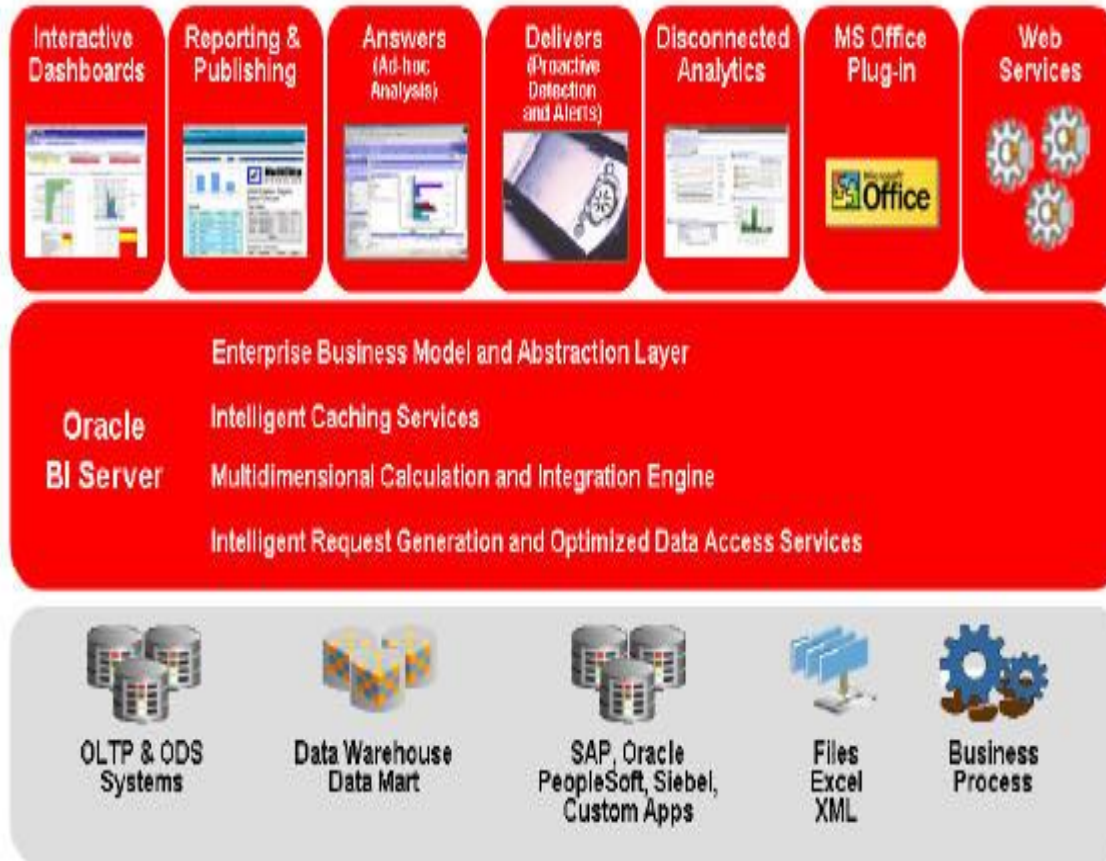 Interactive
Dashboards
Reporting &
Publishing
Answers
(Ad-hoc
Analysis)
Delivers
(Proactive
Detection
and Alerts)
Disconnected
Analytics
MS Office
Plug-in
Web
Services
Microsoft
Office
Oracle
BI Server
Enterprise Business Model and Abstraction Layer
Intelligent Caching Services
Multidimensional Calculation and Integration Engine
Intelligent Request Generation and Optimized Data Access Services
OLTP & ODS
Systems
Data Warehouse
Data Mart
SAP, Oracle
PeopleSoft, Siebel,
Custom Apps
Files
Excel
XML
Business
Process